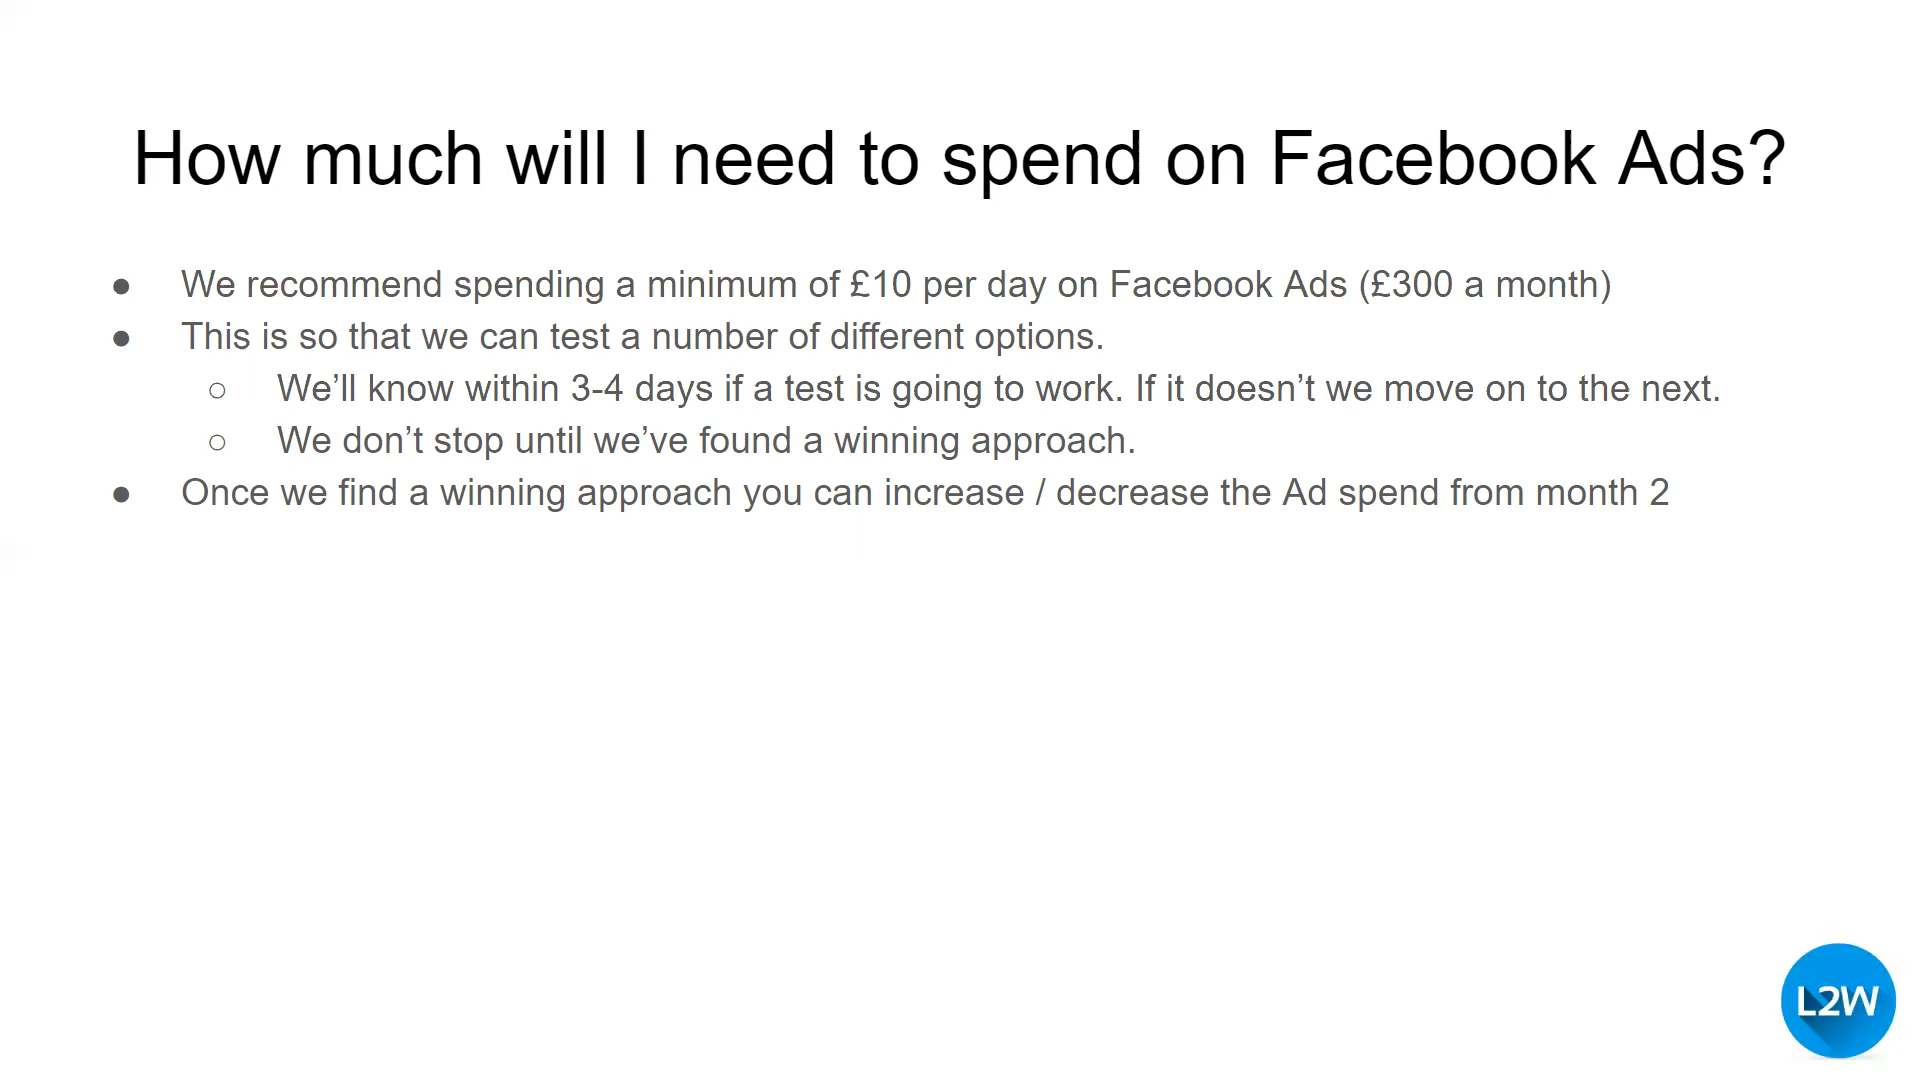 How much will I need to spend on Facebook Ads?
● We recommend spending a minimum of £10 per day on Facebook Ads (£300 a month)
● This is so that we can test a number of different options.
○ We’ll know within 3-4 days if a test is going to work. If it doesn’t we move on to the next.
○ We don’t stop until we’ve found a winning approach.
● Once we find a winning approach you can increase / decrease the Ad spend from month 2
L2W